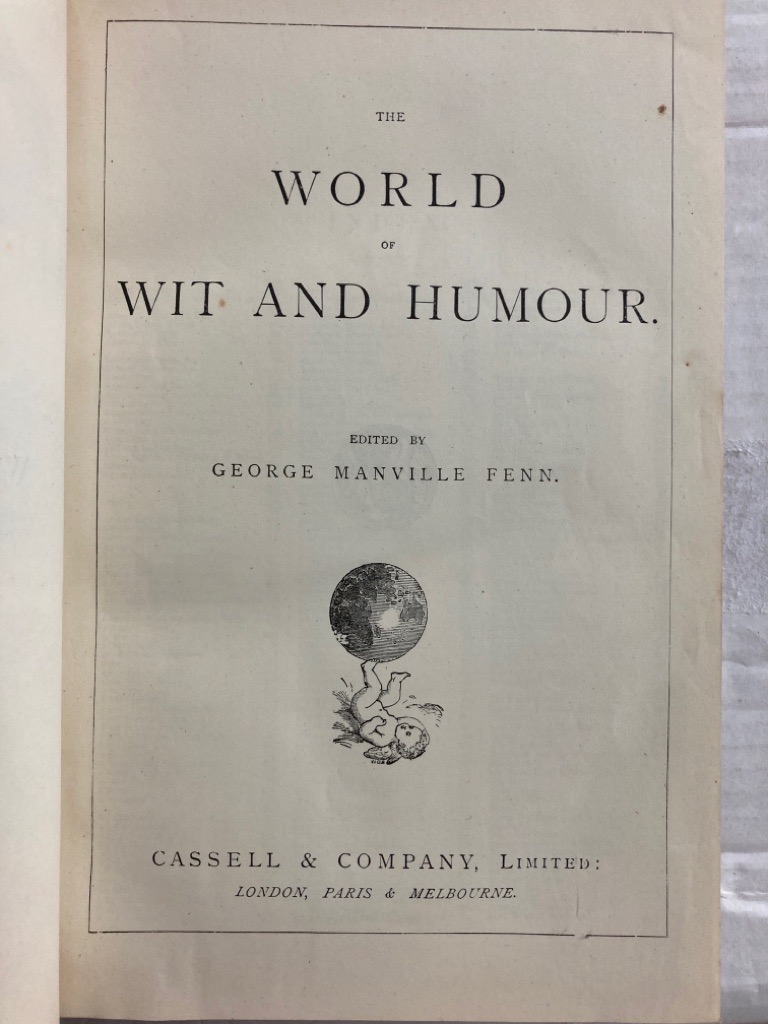 THE
WORLD
OF
WIT AND HUMOUR.
EDITED BY
GEORGE MANVILLE FENN.
CASSELL & COMPANY, LIMITED:
LONDON, PARIS & MELBOURNE.